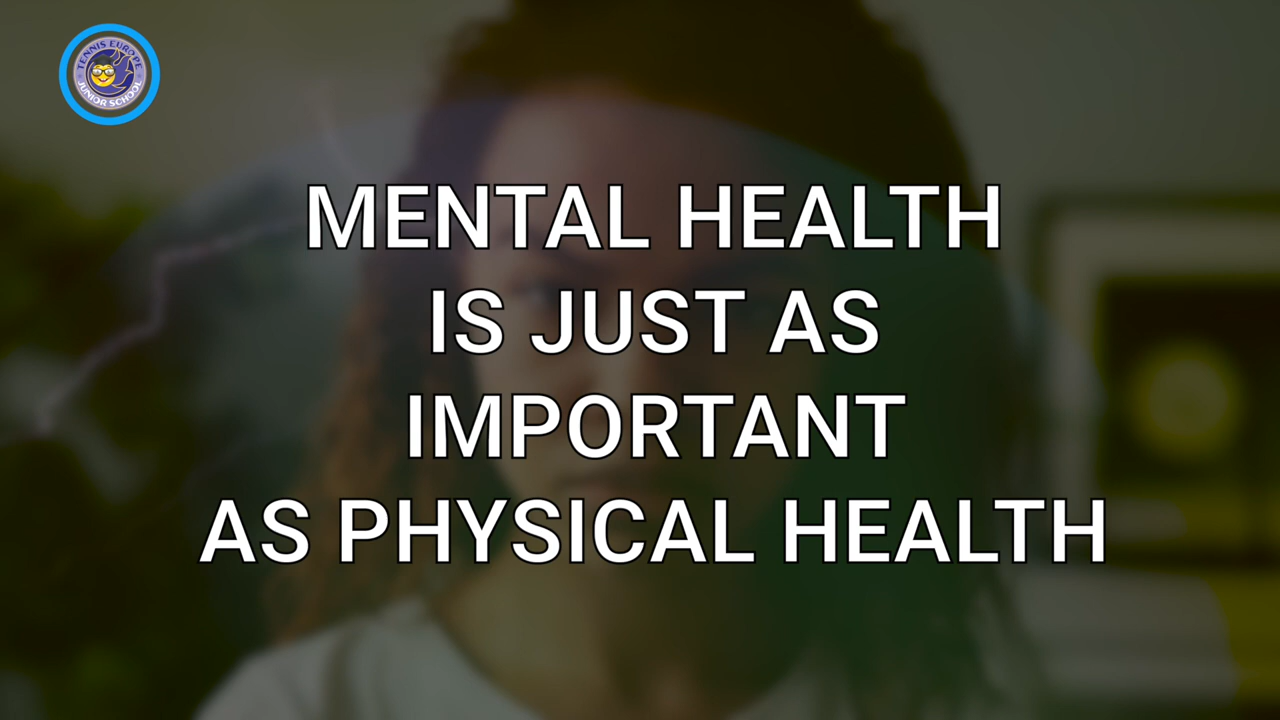 TENNIS EUROPE
JUNIOR SCHOOL
MENTAL HEALTH
IS JUST AS
IMPORTANT
AS PHYSICAL HEALTH